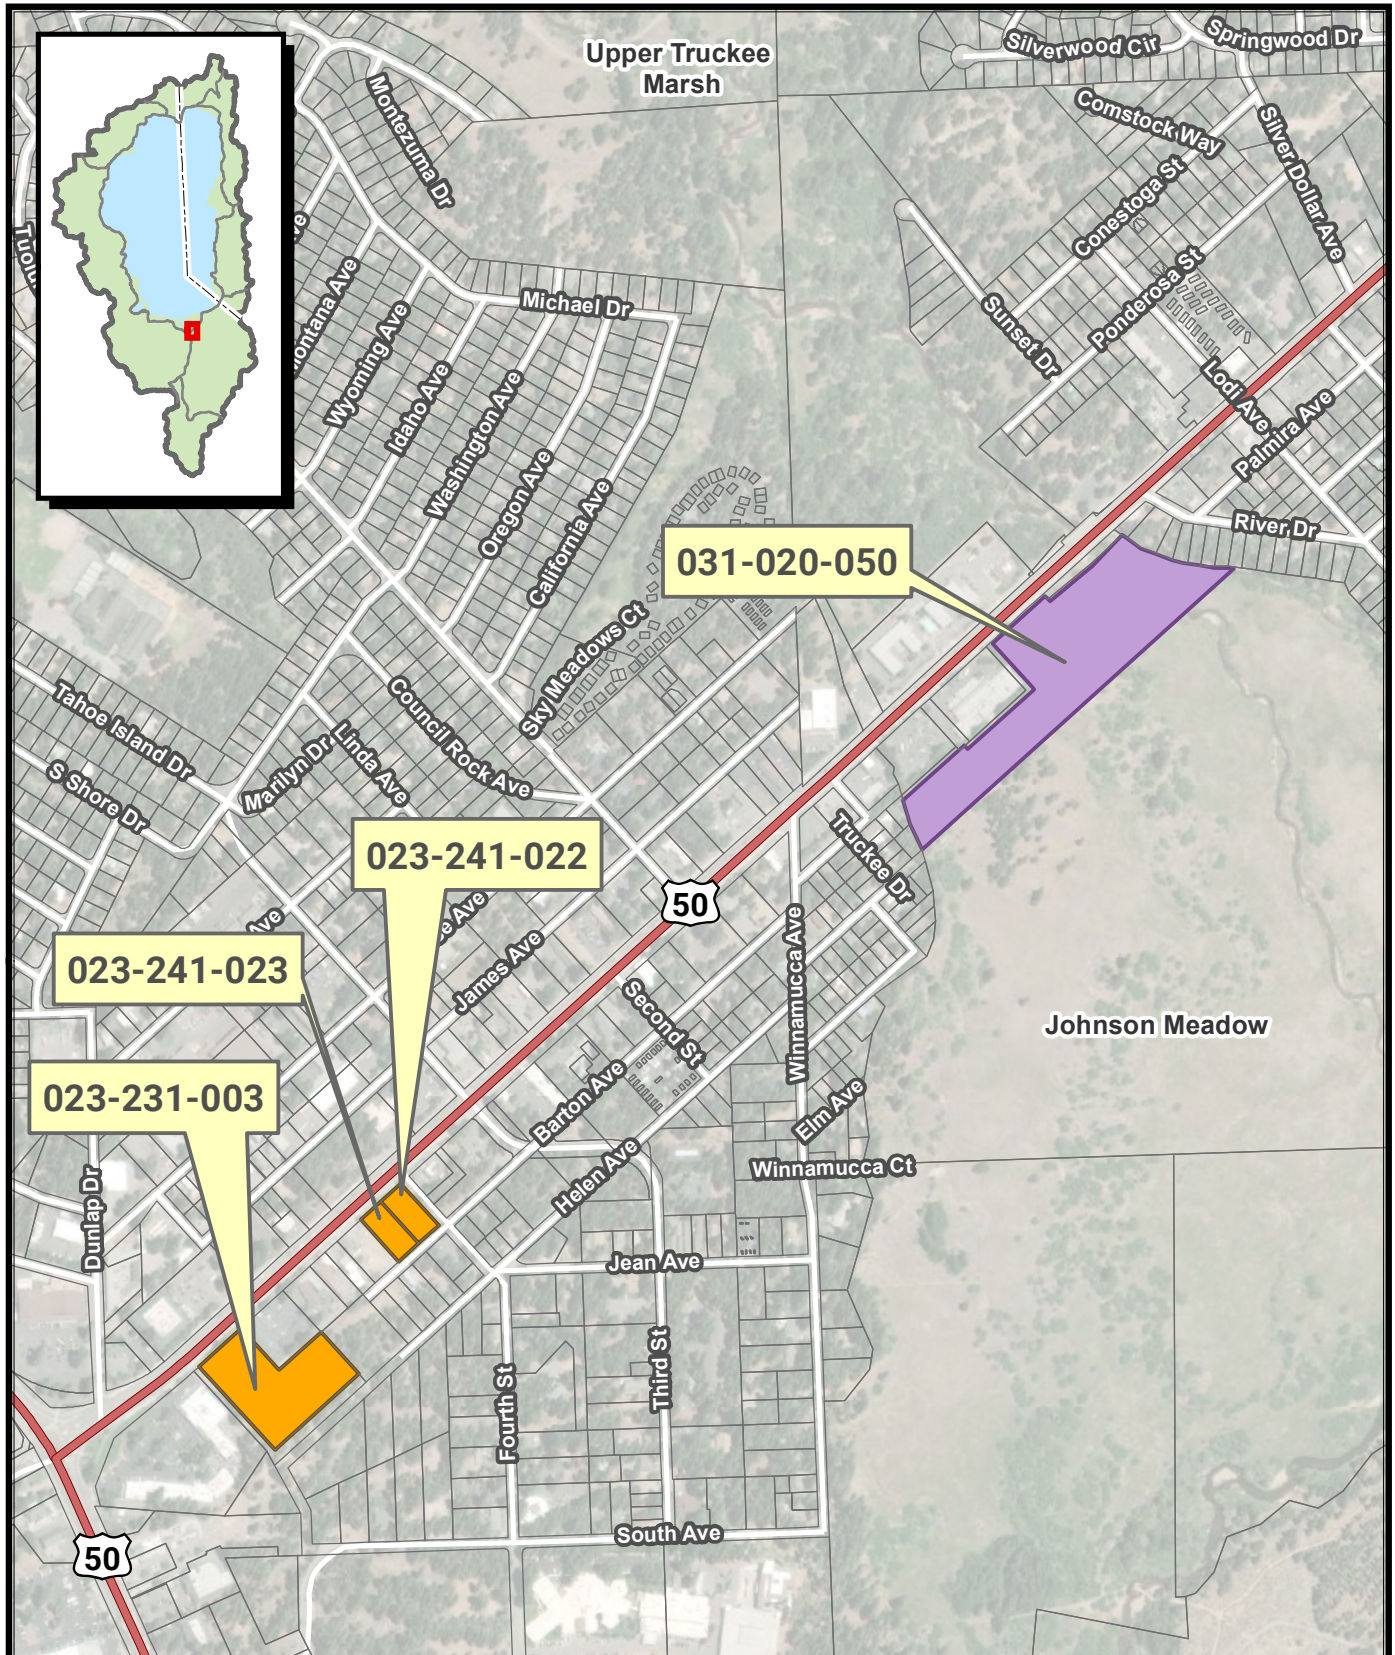 Upper Truckee
Marsh
Silverwood Cir
Springwood Dr
Montezuma Dr
Comstock Way
Silver Dollar Ave
Conestoga St
Ponderosa St
Sunset Dr
Michael Dr
Wyoming Ave
Idaho Ave
Washington Ave
Oregon Ave
California Ave
Lodi Ave
Palmira Ave
River Dr
031-020-050
Sky Meadows Ct
Council Rock Ave
Tahoe Island Dr
Marilyn Dr
Linda Ave
S Shore Dr
Truckee Dr
023-241-022
50
Ave
Ave
James Ave
023-241-023
Second St
Winnamucca Ave
Johnson Meadow
023-231-003
Barton Ave
Elm Ave
Helen Ave
Winnamucca Ct
Dunlap Dr
Jean Ave
Third St
Fourth St
South Ave
50